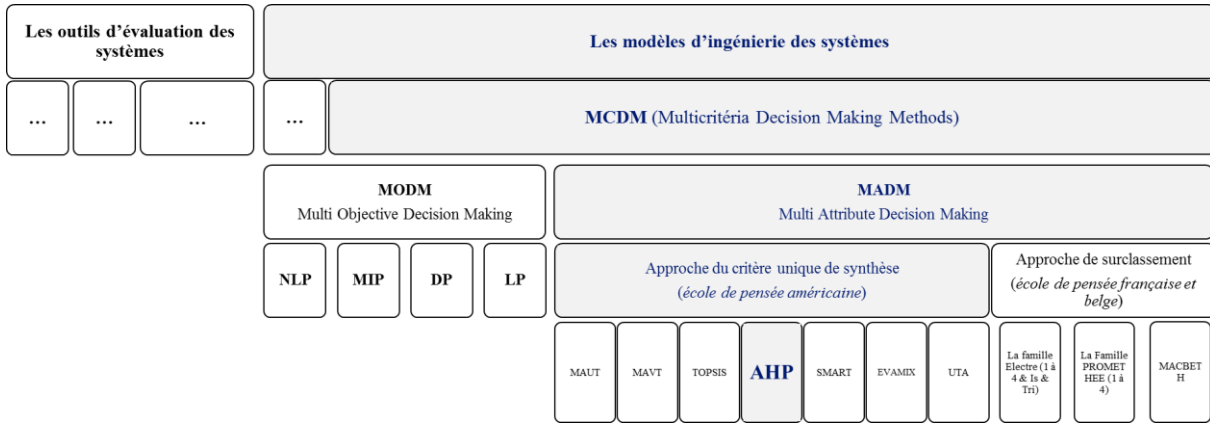 Les outils d’évaluation des
systèmes
Les modèles d’ingénierie des systèmes
…
…
…
…
MCDM (Multicritéria Decision Making Methods)
MODM
Multi Objective Decision Making
MADM
Multi Attribute Decision Making
NLP
MIP
DP
LP
Approche du critère unique de synthèse
(école de pensée américaine)
Approche de surclassement
(école de pensée française et
belge)
MAUT
MAVT
TOPSIS
AHP
SMART
EVAMIX
UTA
La famille
Electre (1 à
4 & Is &
Tri)
La Famille
PROMET
HEE (1 à
4)
MACBET
H